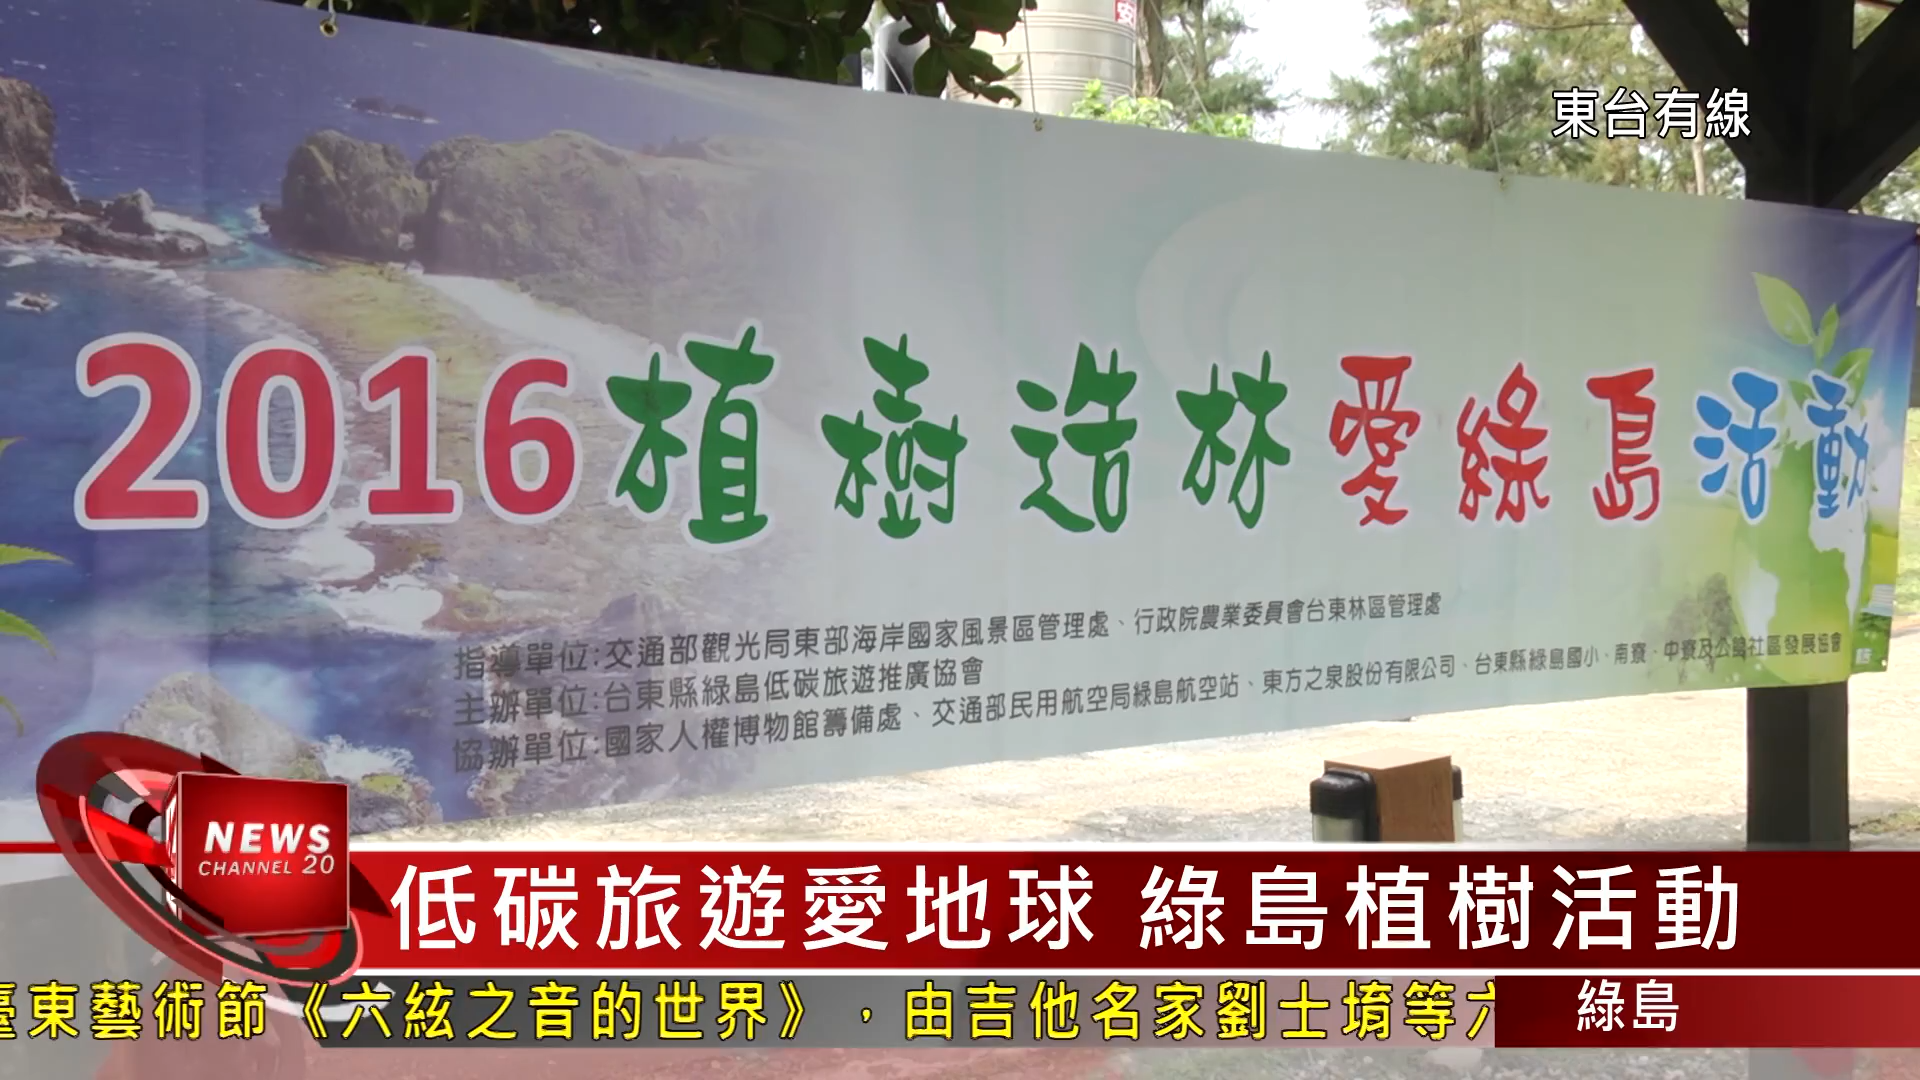 安
東台有線
2016植樹造林愛綠島活動
指導單位:交通部觀光局東部海岸國家風景區管理處、行政院農業委員會台東林區管理處
主辦單位:台東縣綠島低碳旅遊推廣協會
協辦單位:國家人權博物館籌備處、交通部民用航空局綠島航空站、東方之泉股份有限公司、台東縣綠島國小、南寮、中寮及公館社區發展協會
NEWS
CHANNEL 20
低碳旅遊愛地球 綠島植樹活動
臺東藝術節《六絃之音的世界》，由吉他名家劉士堉等六
綠島